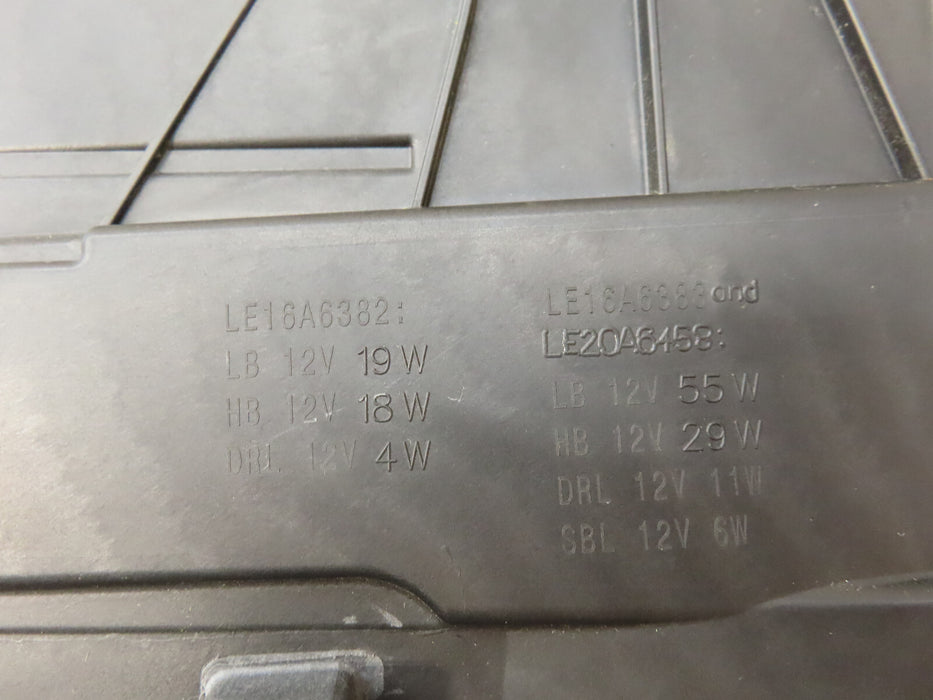 LE16A6382:
LB 12V 19W
HB 12V 18W
DRL 12V 4W
LE16A6383 and
LE20A6458:
LB 12V 55W
HB 12V 29W
DRL 12V 11W
SBL 12V 6W